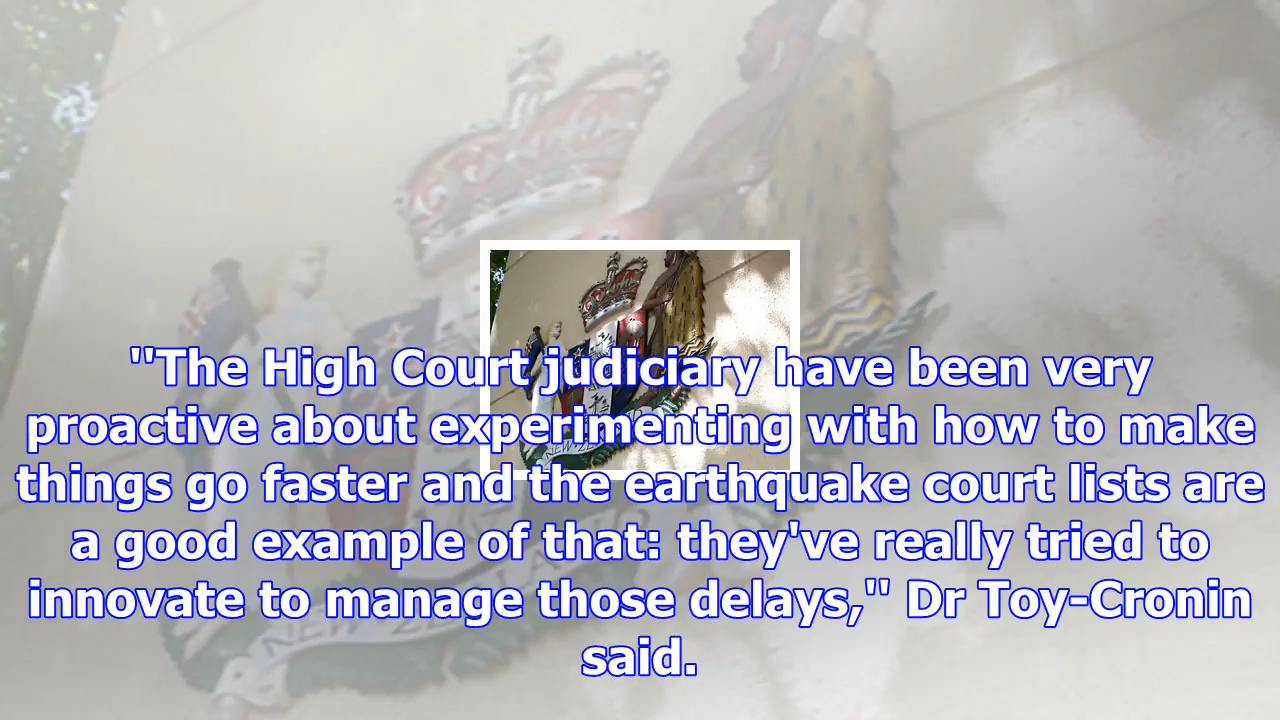 ''The High Court judiciary have been very
proactive about experimenting with how to make
things go faster and the earthquake court lists are
a good example of that: they've really tried to
innovate to manage those delays,'' Dr Toy-Cronin
said.
NEW ZEALAND